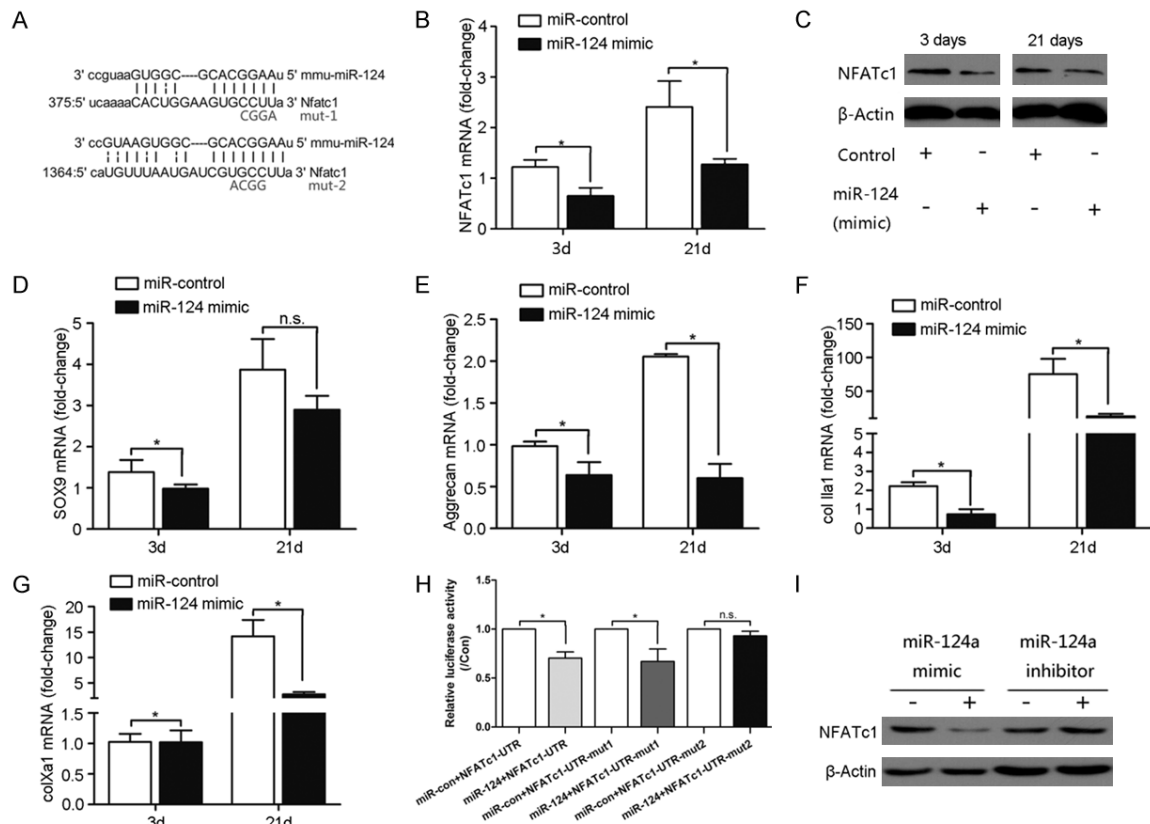 A
3' ccguaaGUGGC----GCACGGAAu 5' mmu-miR-124
375:5' ucaaaaCACUGGAAGUGCCUUa 3' Nfatc1
CGGA mut-1
3' ccGUAAGUGGC----GCACGGAAu 5' mmu-miR-124
1364:5' caUGUUUAAUGAUCGUGCCUUa 3' Nfatc1
ACGG mut-2
B
miR-control
miR-124 mimic
NFATc1 mRNA (fold-change)
4
3
2
1
0
*
*
3d
21d
C
3 days 21 days
NFATc1
β-Actin
Control + - + -
miR-124
(mimic) - + - +
D
miR-control
miR-124 mimic
SOX9 mRNA (fold-change)
5
4
3
2
1
0
*
n.s.
3d
21d
E
miR-control
miR-124 mimic
Aggrecan mRNA (fold-change)
2.0
1.5
1.0
0.5
0.0
*
*
3d
21d
F
miR-control
miR-124 mimic
col IIa1 mRNA (fold-change)
100
75
50
5
4
3
2
1
0
*
*
3d
21d
G
miR-control
miR-124 mimic
colXa1 mRNA (fold-change)
20
15
10
5
1.5
1.0
0.5
0.0
*
*
3d
21d
H
Relative luciferase activity
(/Con)
1.5
1.0
0.5
0.0
*
*
n.s.
miR-con+NFATc1-UTR
miR-124+NFATc1-UTR
miR-con+NFATc1-UTR-mut1
miR-124+NFATc1-UTR-mut1
miR-con+NFATc1-UTR-mut2
miR-124+NFATc1-UTR-mut2
I
miR-124a miR-124a
mimic inhibitor
- + - +
NFATc1
β-Actin